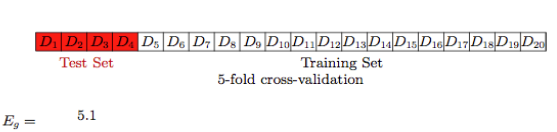 D₁ D₂ D₃ D₄ D₅ D₆ D₇ D₈ D₉ D₁₀ D₁₁ D₁₂ D₁₃ D₁₄ D₁₅ D₁₆ D₁₇ D₁₈ D₁₉ D₂₀
Test Set Training Set
5-fold cross-validation
5.1
E_g =